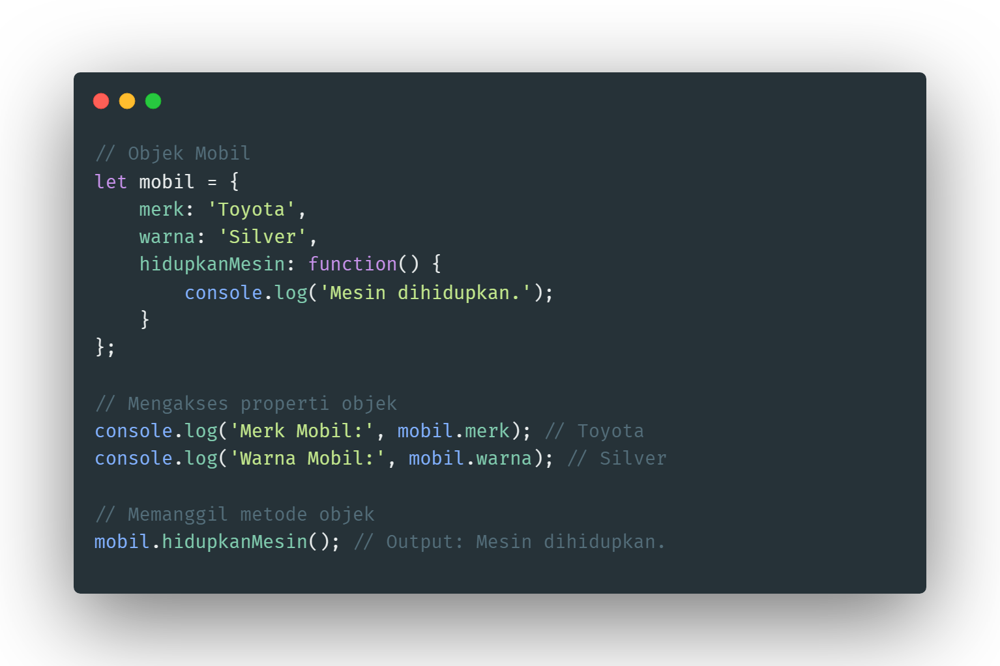 // Objek Mobil
let mobil = {
    merk: 'Toyota',
    warna: 'Silver',
    hidupkanMesin: function() {
        console.log('Mesin dihidupkan.');
    }
};

// Mengakses properti objek
console.log('Merk Mobil:', mobil.merk); // Toyota
console.log('Warna Mobil:', mobil.warna); // Silver

// Memanggil metode objek
mobil.hidupkanMesin(); // Output: Mesin dihidupkan.